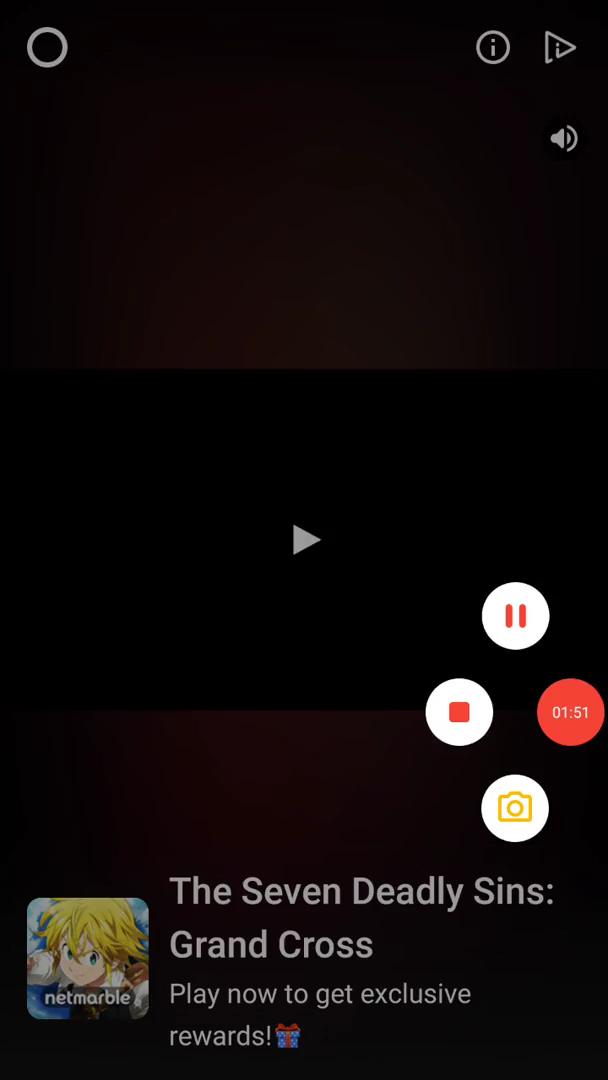 01:51
The Seven Deadly Sins:
Grand Cross
netmarble
Play now to get exclusive
rewards!🎁